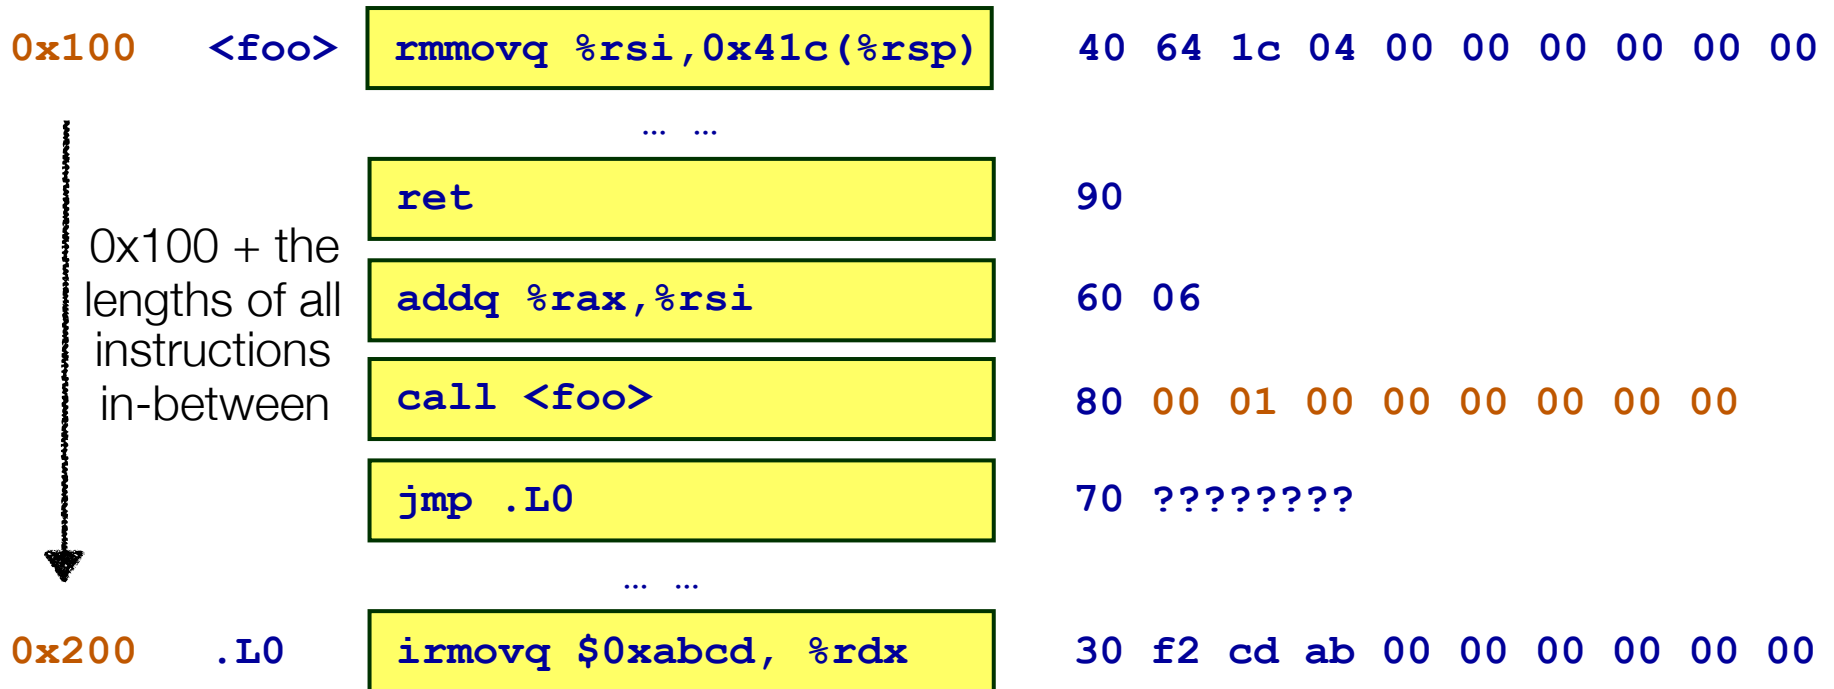 0x100 <foo> rmmovq %rsi,0x41c(%rsp) 40 64 1c 04 00 00 00 00 00 00
… …
ret 90
0x100 + the
lengths of all
instructions
in-between
addq %rax,%rsi 60 06
call <foo> 80 00 01 00 00 00 00 00 00
jmp .L0 70 ????????
… …
0x200 .L0 irmovq $0xabcd, %rdx 30 f2 cd ab 00 00 00 00 00 00